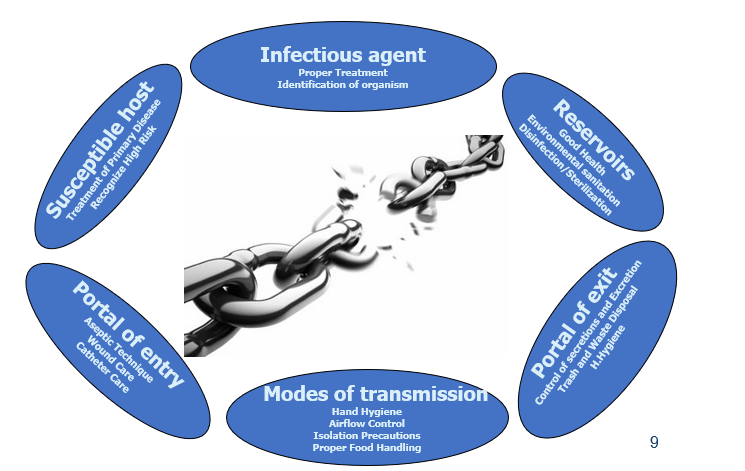 Infectious agent
Proper Treatment
Identification of organism
Reservoirs
Good Health
Environmental sanitation
Disinfection/Sterilization
Portal of exit
Control of secretions and Excretion
Trash and Waste Disposal
H.Hygiene
Modes of transmission
Hand Hygiene
Airflow Control
Isolation Precautions
Proper Food Handling
Portal of entry
Aseptic Technique
Wound Care
Catheter Care
Susceptible host
Treatment of Primary Disease
Recognize High Risk
9